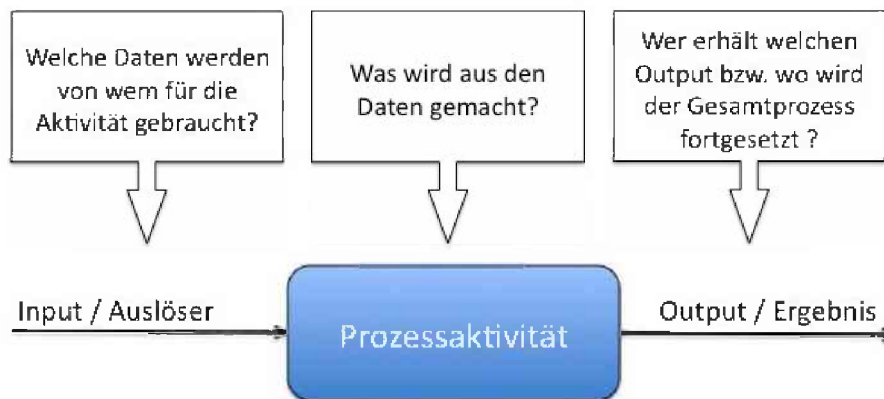 Welche Daten werden
von wem für die
Aktivität gebraucht?
Was wird aus den
Daten gemacht?
Wer erhält welchen
Output bzw. wo wird
der Gesamtprozess
fortgesetzt ?
Input / Auslöser
Prozessaktivität
Output / Ergebnis